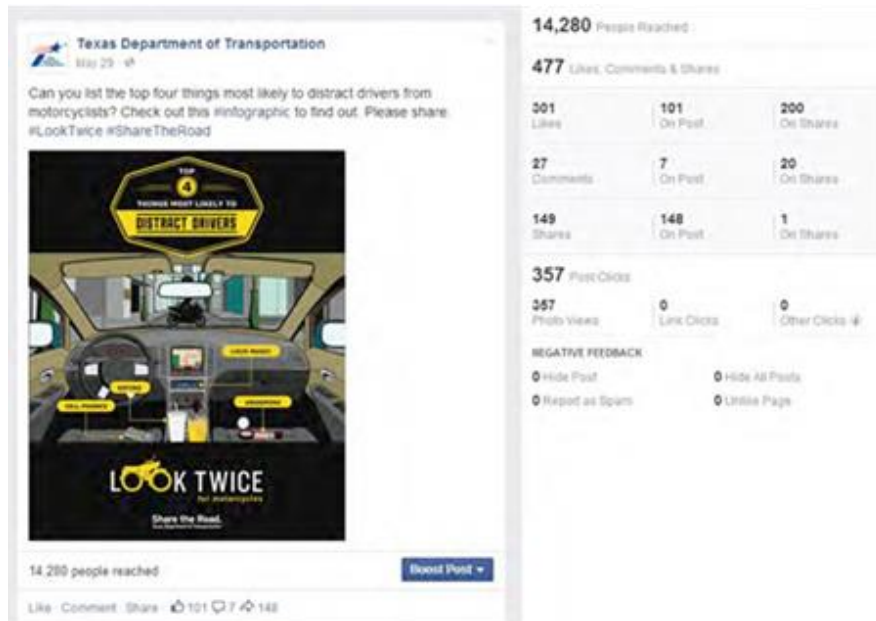 Texas Department of Transportation
May 29
Can you list the top four things most likely to distract drivers from
motorcyclists? Check out this #infographic to find out. Please share.
#LookTwice #ShareTheRoad
TOP
4
THINGS MOST LIKELY TO
DISTRACT DRIVERS
LOUD MUSIC
EATING
CELL PHONES
GROOMING
LOOK TWICE
for motorcycles
Share the Road.
14,280 people reached
Boost Post
Like Comment Share 101 7 148
14,280 People Reached
477 Likes, Comments & Shares
301 101 200
Likes On Post On Shares
27 7 20
Comments On Post On Shares
149 148 1
Shares On Post On Shares
357 Post Clicks
357 0 0
Photo Views Link Clicks Other Clicks
NEGATIVE FEEDBACK
0 Hide Post 0 Hide All Posts
0 Report as Spam 0 Unlike Page